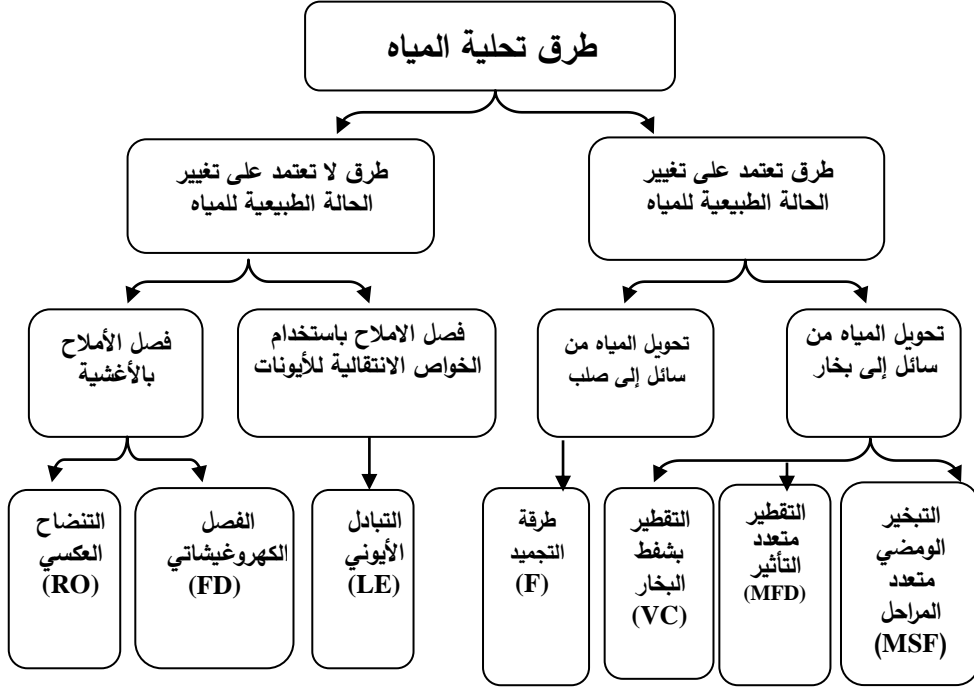 طرق تحلية المياه
طرق تعتمد على تغيير
الحالة الطبيعية للمياه
طرق لا تعتمد على تغيير
الحالة الطبيعية للمياه
تحويل المياه من
سائل إلى بخار
تحويل المياه من
سائل إلى صلب
فصل الاملاح باستخدام
الخواص الانتقالية للأيونات
فصل الأملاح
بالأغشية
التبخير
الومضي
متعدد
المراحل
(MSF)
التقطير
متعدد
التأثير
(MFD)
التقطير
بشفط
البخار
(VC)
طرقة
التجميد
(F)
التبادل
الأيوني
(LE)
الفصل
الكهروغيشاتي
(FD)
التنضاح
العكسي
(RO)